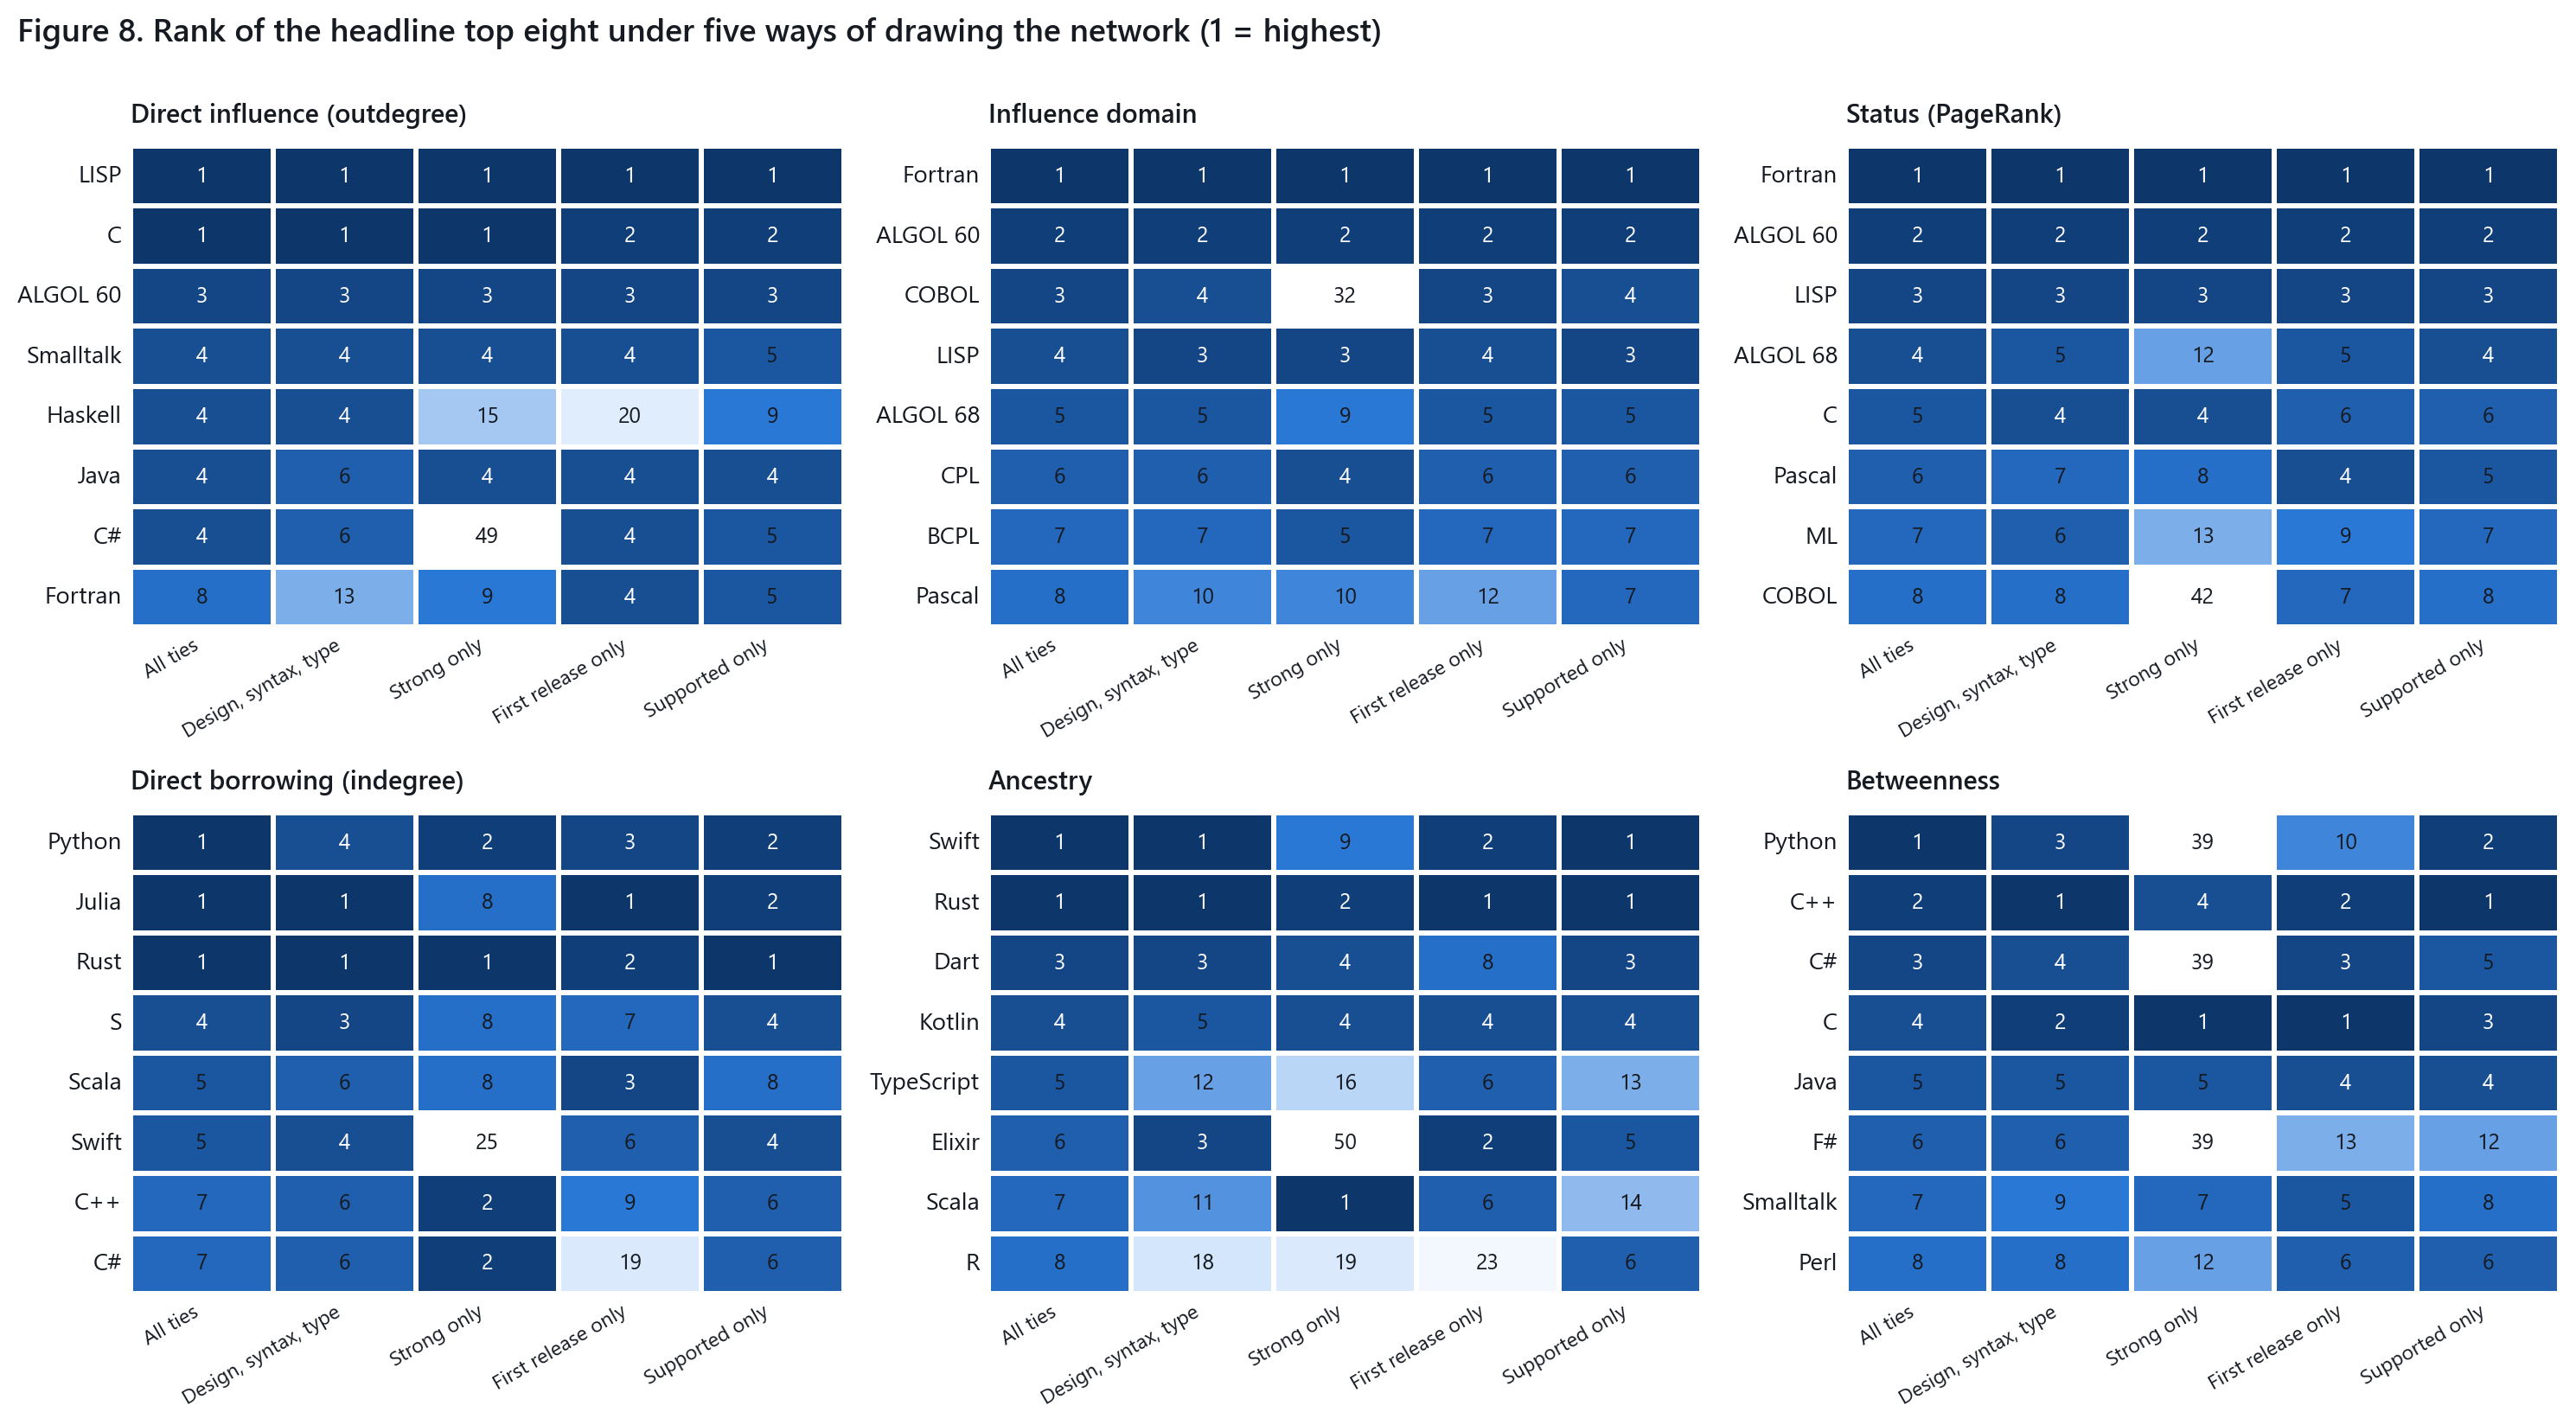 Figure 8. Rank of the headline top eight under five ways of drawing the network (1 = highest)
Direct influence (outdegree)
LISP 1 1 1 1 1
C 1 1 1 2 2
ALGOL 60 3 3 3 3 3
Smalltalk 4 4 4 4 5
Haskell 4 4 15 20 9
Java 4 6 4 4 4
C# 4 6 49 4 5
Fortran 8 13 9 4 5
All ties
Design, syntax, type
Strong only
First release only
Supported only
Influence domain
Fortran 1 1 1 1 1
ALGOL 60 2 2 2 2 2
COBOL 3 4 32 3 4
LISP 4 3 3 4 3
ALGOL 68 5 5 9 5 5
CPL 6 6 4 6 6
BCPL 7 7 5 7 7
Pascal 8 10 10 12 7
All ties
Design, syntax, type
Strong only
First release only
Supported only
Status (PageRank)
Fortran 1 1 1 1 1
ALGOL 60 2 2 2 2 2
LISP 3 3 3 3 3
ALGOL 68 4 5 12 5 4
C 5 4 4 6 6
Pascal 6 7 8 4 5
ML 7 6 13 9 7
COBOL 8 8 42 7 8
All ties
Design, syntax, type
Strong only
First release only
Supported only
Direct borrowing (indegree)
Python 1 4 2 3 2
Julia 1 1 8 1 2
Rust 1 1 1 2 1
S 4 3 8 7 4
Scala 5 6 8 3 8
Swift 5 4 25 6 4
C++ 7 6 2 9 6
C# 7 6 2 19 6
All ties
Design, syntax, type
Strong only
First release only
Supported only
Ancestry
Swift 1 1 9 2 1
Rust 1 1 2 1 1
Dart 3 3 4 8 3
Kotlin 4 5 4 4 4
TypeScript 5 12 16 6 13
Elixir 6 3 50 2 5
Scala 7 11 1 6 14
R 8 18 19 23 6
All ties
Design, syntax, type
Strong only
First release only
Supported only
Betweenness
Python 1 3 39 10 2
C++ 2 1 4 2 1
C# 3 4 39 3 5
C 4 2 1 1 3
Java 5 5 5 4 4
F# 6 6 39 13 12
Smalltalk 7 9 7 5 8
Perl 8 8 12 6 6
All ties
Design, syntax, type
Strong only
First release only
Supported only